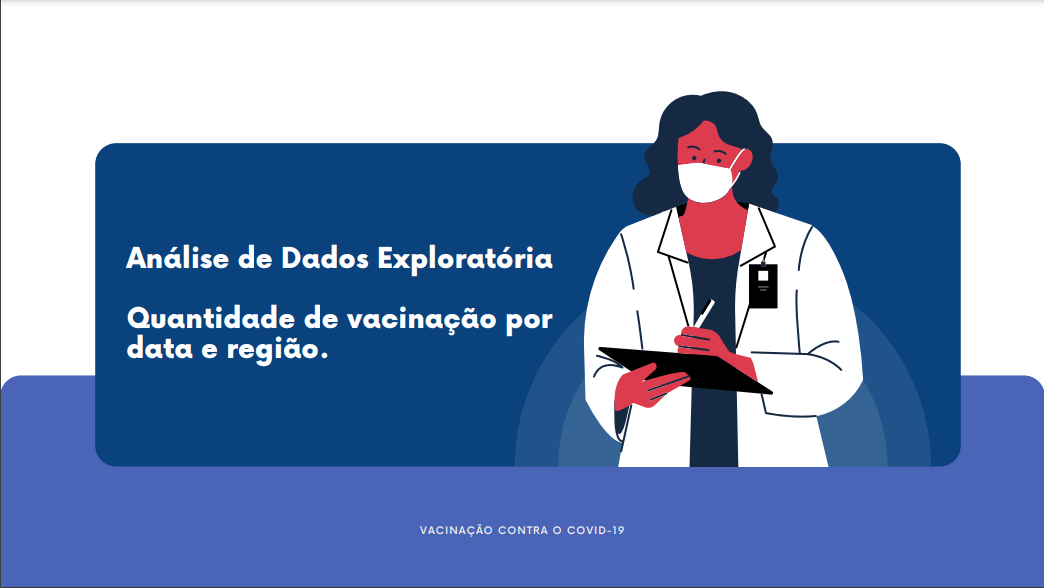 Análise de Dados Exploratória
Quantidade de vacinação por
data e região.
VACINAÇÃO CONTRA O COVID-19